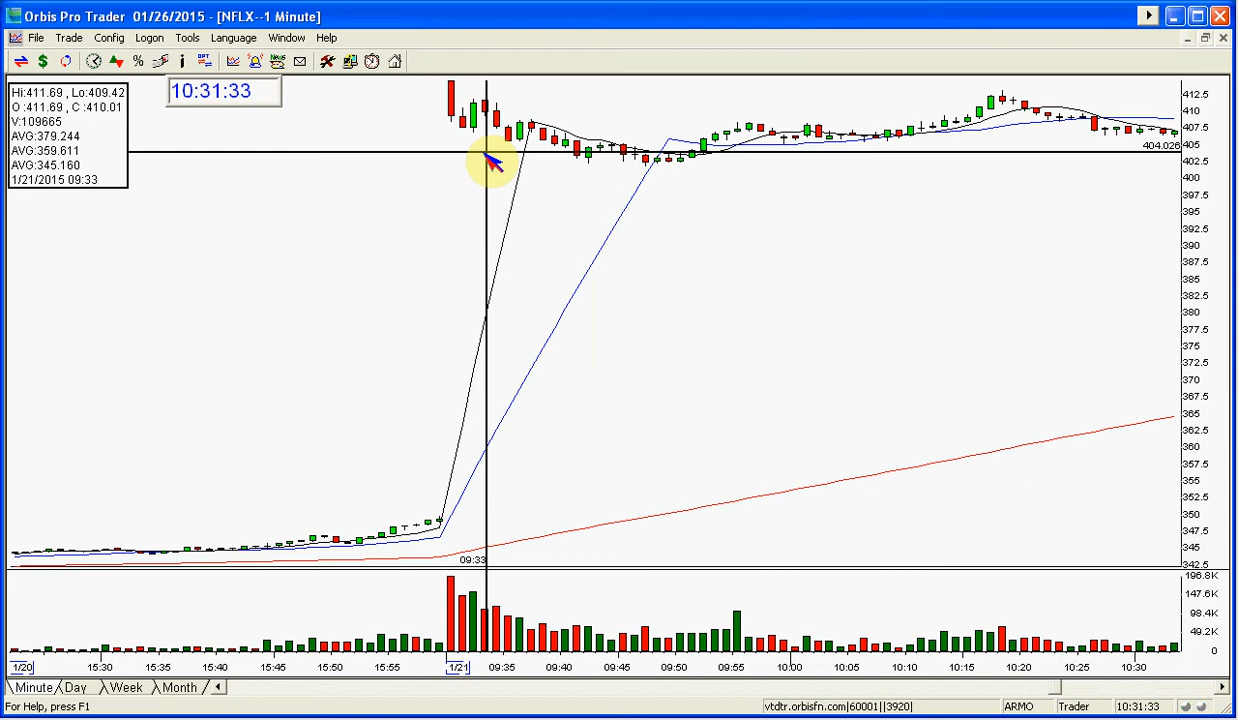 Orbis Pro Trader 01/26/2015 - [NFLX--1 Minute]
File Trade Config Logon Tools Language Window Help
10:31:33
Hi:411.69 , Lo:409.42
O :411.69 , C :410.01
V:109665
AVG:379.244
AVG:359.611
AVG:345.160
1/21/2015 09:33
412.5
410
407.5
405
404.026
402.5
400
397.5
395
392.5
390
387.5
385
382.5
380
377.5
375
372.5
370
367.5
365
362.5
360
357.5
355
352.5
350
347.5
345
342.5
09:33
196.8K
147.6K
98.4K
49.2K
0
1/20 15:30 15:35 15:40 15:45 15:50 15:55 1/21 09:35 09:40 09:45 09:50 09:55 10:00 10:05 10:10 10:15 10:20 10:25 10:30
Minute Day Week Month
For Help, press F1 vtdtr.orbisfn.com|60001||3920| ARMO Trader 10:31:33